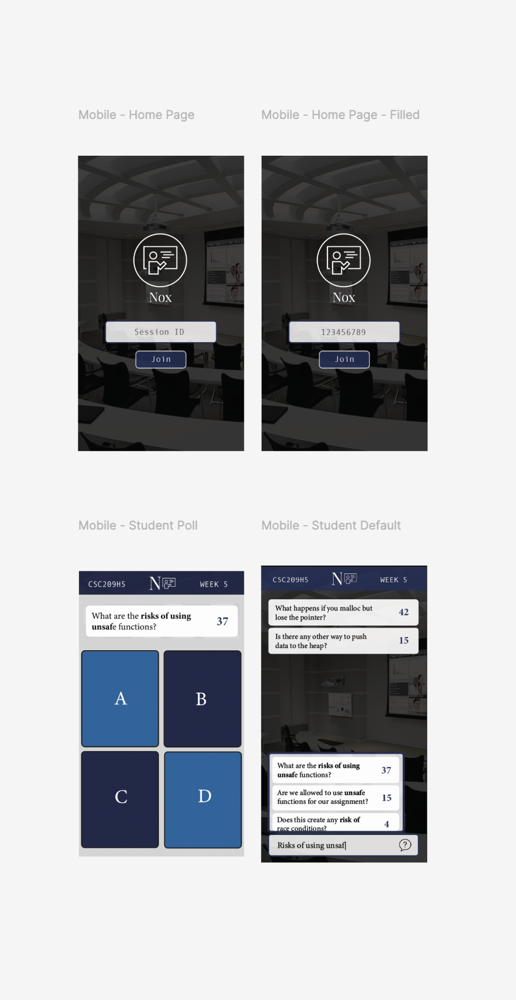 Mobile - Home Page
Mobile - Home Page - Filled
Nox
Session ID
Join
Nox
123456789
Join
Mobile - Student Poll
Mobile - Student Default
CSC209H5 N WEEK 5
What are the risks of using
unsafe functions?
37
A
B
C
D
CSC209H5 N WEEK 5
What happens if you malloc but
lose the pointer?
42
Is there any other way to push
data to the heap?
15
What are the risks of using
unsafe functions?
37
Are we allowed to use unsafe
functions for our assignment?
15
Does this create any risk of
race conditions?
4
Risks of using unsaf
?